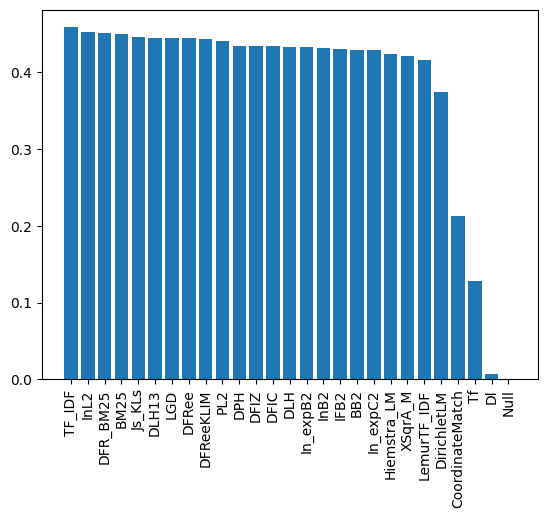 0.4
0.3
0.2
0.1
0.0
TF_IDF
InL2
DFR_BM25
BM25
Js_KLs
DLH13
LGD
DFRee
DFReeKLIM
PL2
DPH
DFIZ
DFIC
DLH
In_expB2
InB2
IFB2
BB2
In_expC2
Hiemstra_LM
XSqrA_M
LemurTF_IDF
DirichletLM
CoordinateMatch
Tf
Dl
Null